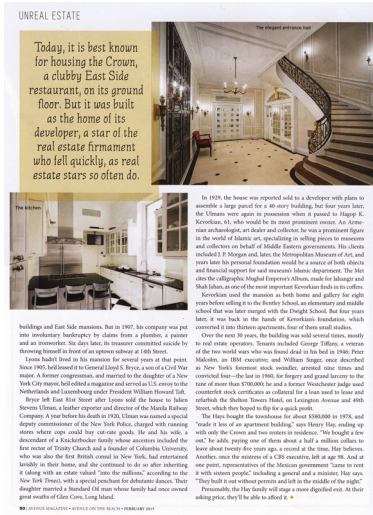 UNREAL ESTATE
The elegant entrance hall
Today, it is best known
for housing the Crown,
a clubby East Side
restaurant, on its ground
floor. But it was built
as the home of its
developer, a star of the
real estate firmament
who fell quickly, as real
estate stars so often do.
The kitchen
buildings and East Side mansions. But in 1907, his company was put
into involuntary bankruptcy by claims from a plumber, a painter
and an ironworker. Six days later, its treasurer committed suicide by
throwing himself in front of an uptown subway at 14th Street.
Lyons hadn't lived in his mansion for several years at that point.
Since 1905, he'd leased it to General Lloyd S. Bryce, a son of a Civil War
major. A former congressman, and married to the daughter of a New
York City mayor, he'd edited a magazine and served as U.S. envoy to the
Netherlands and Luxembourg under President William Howard Taft.
Bryce left East 81st Street after Lyons sold the house to Julien
Stevens Ulman, a leather exporter and director of the Manila Railway
Company. A year before his death in 1920, Ulman was named a special
deputy commissioner of the New York Police, charged with running
stores where cops could buy cut-rate goods. He and his wife, a
descendant of a Knickerbocker family whose ancestors included the
first rector of Trinity Church and a founder of Columbia University,
who was also the first British consul in New York, had entertained
lavishly in their home, and she continued to do so after inheriting
it (along with an estate valued "into the millions," according to the
New York Times), with a special penchant for debutante dances. Their
daughter married a Standard Oil man whose family had once owned
great swaths of Glen Cove, Long Island.
In 1929, the house was reported sold to a developer with plans to
assemble a large parcel for a 40-story building, but four years later,
the Ulmans were again in possession when it passed to Hagop K.
Kevorkian, 61, who would be its most prominent owner. An Arme-
nian archaeologist, art dealer and collector, he was a prominent figure
in the world of Islamic art, specializing in selling pieces to museums
and collectors on behalf of Middle Eastern governments. His clients
included J. P. Morgan and, later, the Metropolitan Museum of Art, and
years later his personal foundation would be a source of both objects
and financial support for said museum's Islamic department. The Met
cites the calligraphic Mughal Emperor's Album, made for Jahangir and
Shah Jahan, as one of the most important Kevorkian finds in its coffers.
Kevorkian used the mansion as both home and gallery for eight
years before selling it to the Bentley School, an elementary and middle
school that was later merged with the Dwight School. But four years
later, it was back in the hands of Kevorkian's foundation, which
converted it into thirteen apartments, four of them small studios.
Over the next 30 years, the building was sold several times, mostly
to real estate operators. Tenants included George Tiffany, a veteran
of the two world wars who was found dead in his bed in 1946; Peter
Malcolm, an IBM executive; and William Singer, once described
as New York's foremost stock swindler, arrested nine times and
convicted four—the last in 1960, for forgery and grand larceny to the
tune of more than $700,000; he and a former Westchester judge used
counterfeit stock certificates as collateral for a loan used to lease and
refurbish the Shelton Towers Hotel, on Lexington Avenue and 49th
Street, which they hoped to flip for a quick profit.
The Hays bought the townhouse for about $580,000 in 1978, and
"made it less of an apartment building," says Henry Hay, ending up
with only the Crown and two renters in residence. "We bought a few
out," he adds, paying one of them about a half a million dollars to
leave about twenty-five years ago, a record at the time, Hay believes.
Another, once the mistress of a CBS executive, left at age 98. And at
one point, representatives of the Mexican government "came to rent
it with sixteen people," including a general and a minister, Hay says.
"They built it out without permits and left in the middle of the night."
Presumably, the Hay family will stage a more dignified exit. At their
asking price, they'll be able to afford it.
50 | AVENUE MAGAZINE • AVENUE ON THE BEACH • FEBRUARY 2015